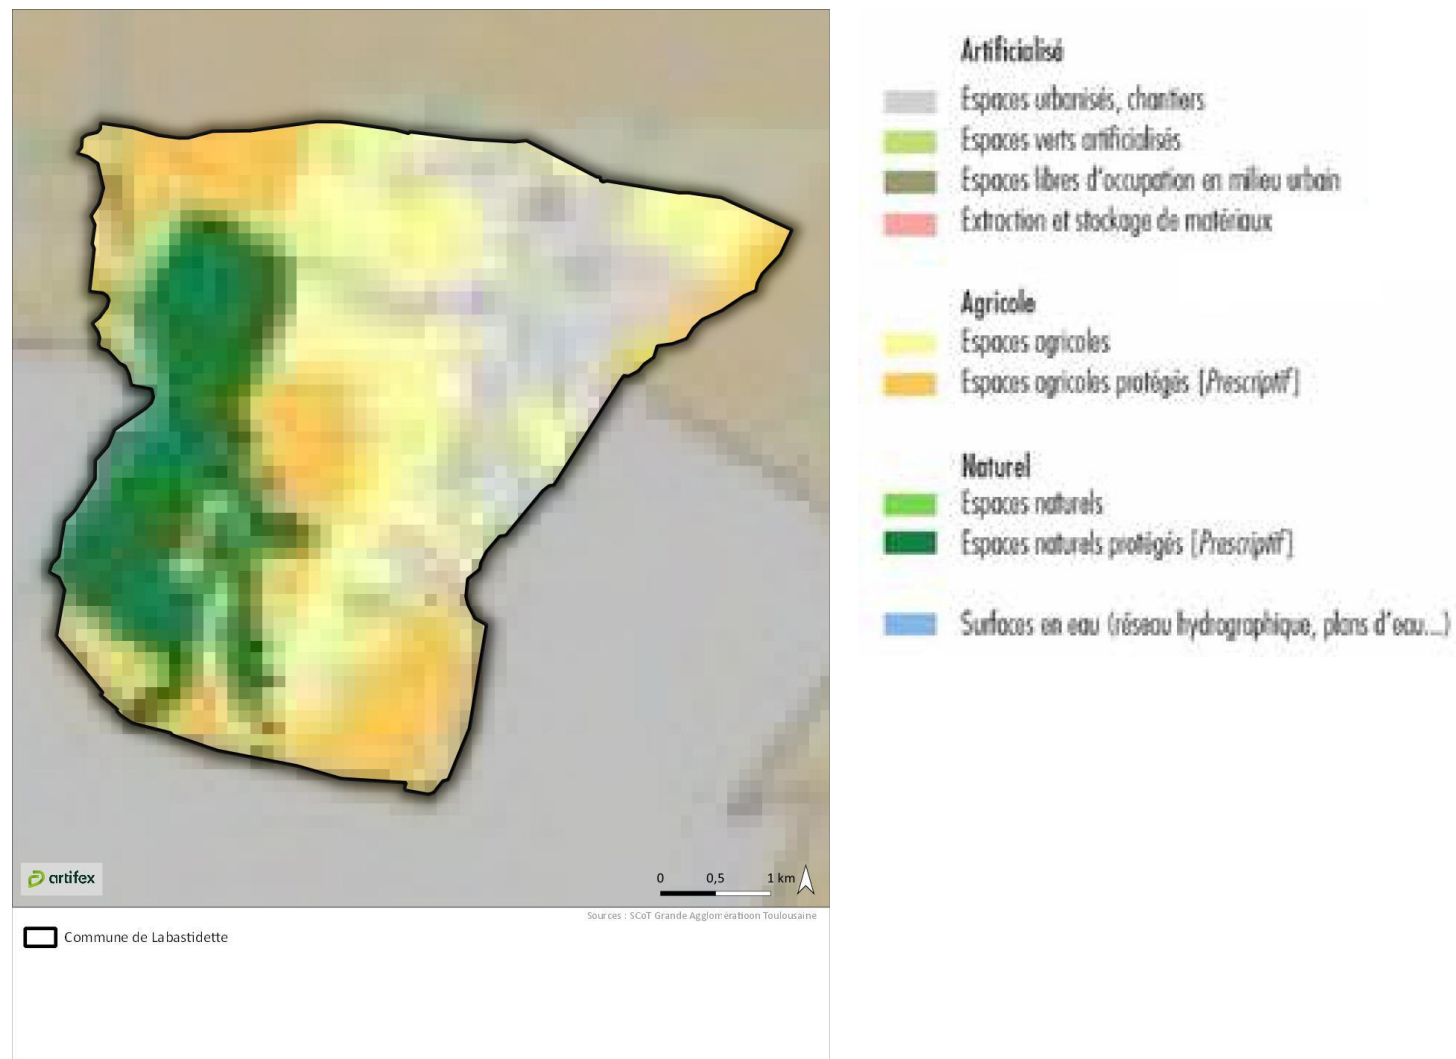 Artificialisé
Espaces urbanisés, chantiers
Espaces verts artificialisés
Espaces libres d'occupation en milieu urbain
Extraction et stockage de matériaux
Agricole
Espaces agricoles
Espaces agricoles protégés [Prescriptif]
Naturel
Espaces naturels
Espaces naturels protégés [Prescriptif]
Surfaces en eau (réseau hydrographique, plans d'eau...)
artifex
0 0,5 1 km
Sources : SCoT Grande Agglomératioon Toulousaine
Commune de Labastidette